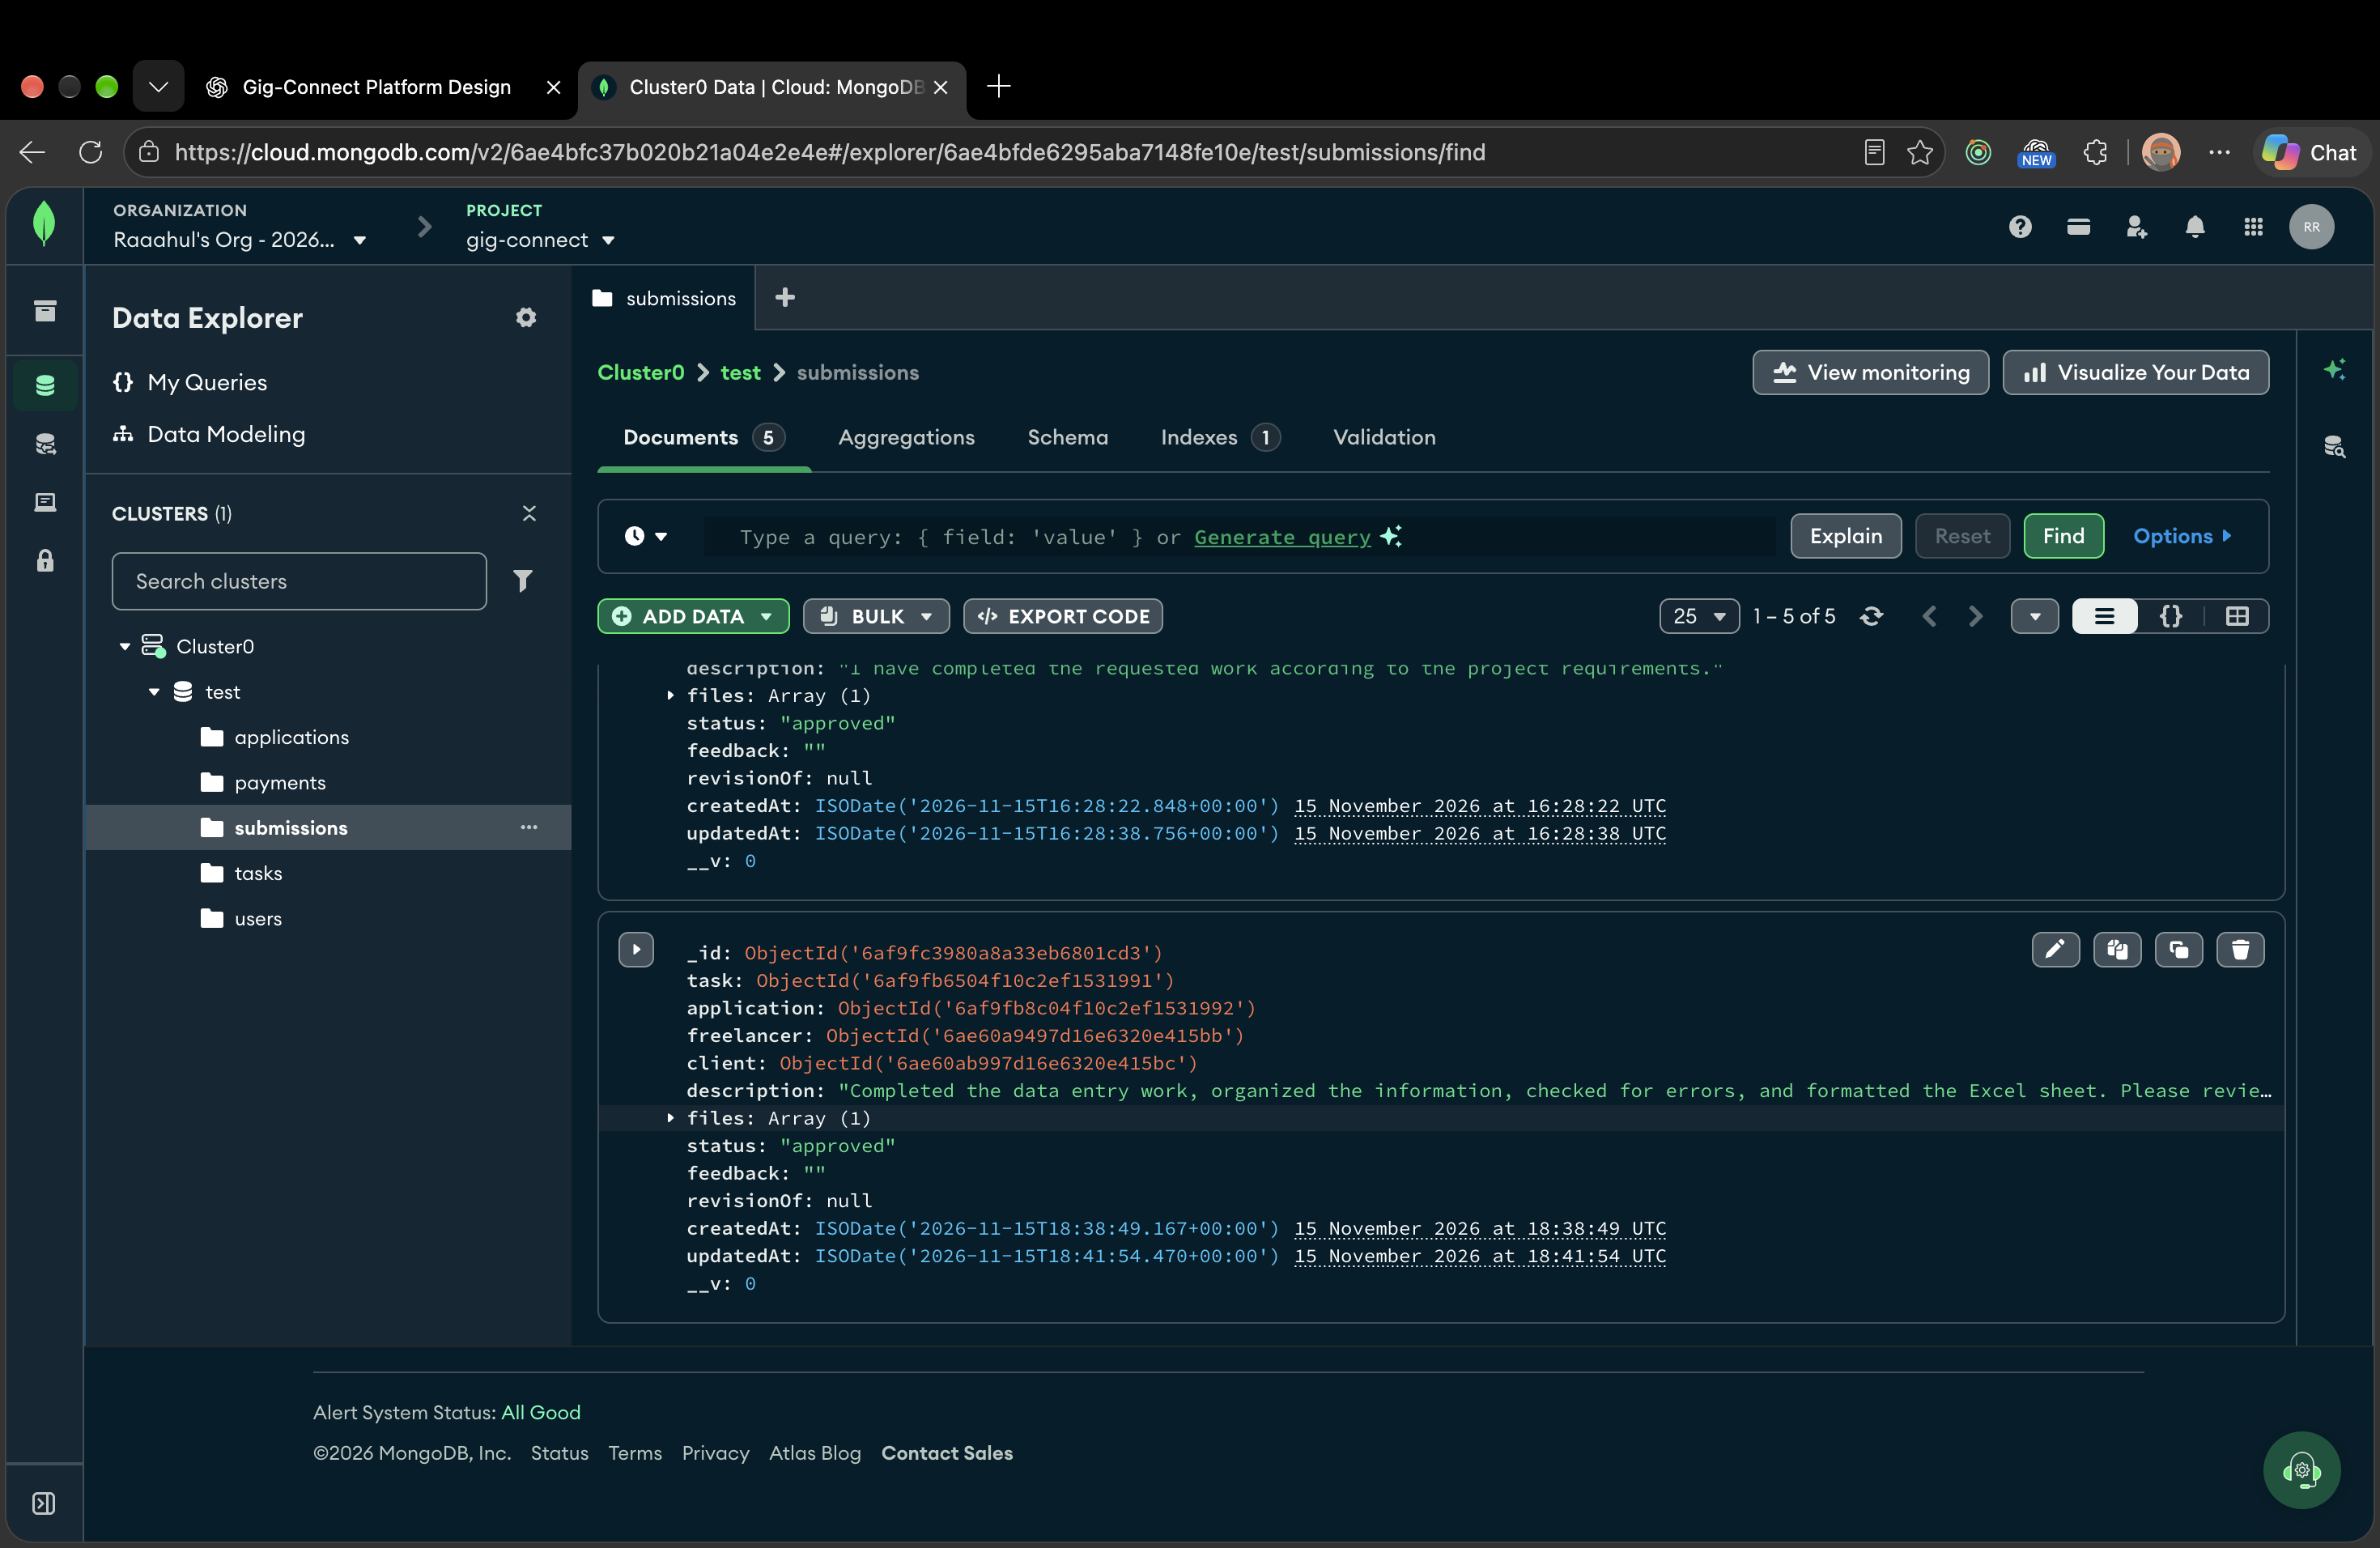 Gig-Connect Platform Design
Cluster0 Data | Cloud: MongoDB
https://cloud.mongodb.com/v2/6ae4bfc37b020b21a04e2e4e#/explorer/6ae4bfde6295aba7148fe10e/test/submissions/find
NEW
Chat
ORGANIZATION
Raaahul's Org - 2026...
PROJECT
gig-connect
RR
Data Explorer
My Queries
Data Modeling
CLUSTERS (1)
Search clusters
Cluster0
test
applications
payments
submissions
tasks
users
submissions
Cluster0 > test > submissions
View monitoring
Visualize Your Data
Documents 5
Aggregations
Schema
Indexes 1
Validation
Type a query: { field: 'value' } or Generate query
Explain
Reset
Find
Options
ADD DATA
BULK
EXPORT CODE
25
1 – 5 of 5
description: "I have completed the requested work according to the project requirements."
files: Array (1)
status: "approved"
feedback: ""
revisionOf: null
createdAt: ISODate('2026-11-15T16:28:22.848+00:00') 15 November 2026 at 16:28:22 UTC
updatedAt: ISODate('2026-11-15T16:28:38.756+00:00') 15 November 2026 at 16:28:38 UTC
__v: 0
_id: ObjectId('6af9fc3980a8a33eb6801cd3')
task: ObjectId('6af9fb6504f10c2ef1531991')
application: ObjectId('6af9fb8c04f10c2ef1531992')
freelancer: ObjectId('6ae60a9497d16e6320e415bb')
client: ObjectId('6ae60ab997d16e6320e415bc')
description: "Completed the data entry work, organized the information, checked for errors, and formatted the Excel sheet. Please revie…
files: Array (1)
status: "approved"
feedback: ""
revisionOf: null
createdAt: ISODate('2026-11-15T18:38:49.167+00:00') 15 November 2026 at 18:38:49 UTC
updatedAt: ISODate('2026-11-15T18:41:54.470+00:00') 15 November 2026 at 18:41:54 UTC
__v: 0
Alert System Status: All Good
©2026 MongoDB, Inc. Status Terms Privacy Atlas Blog Contact Sales